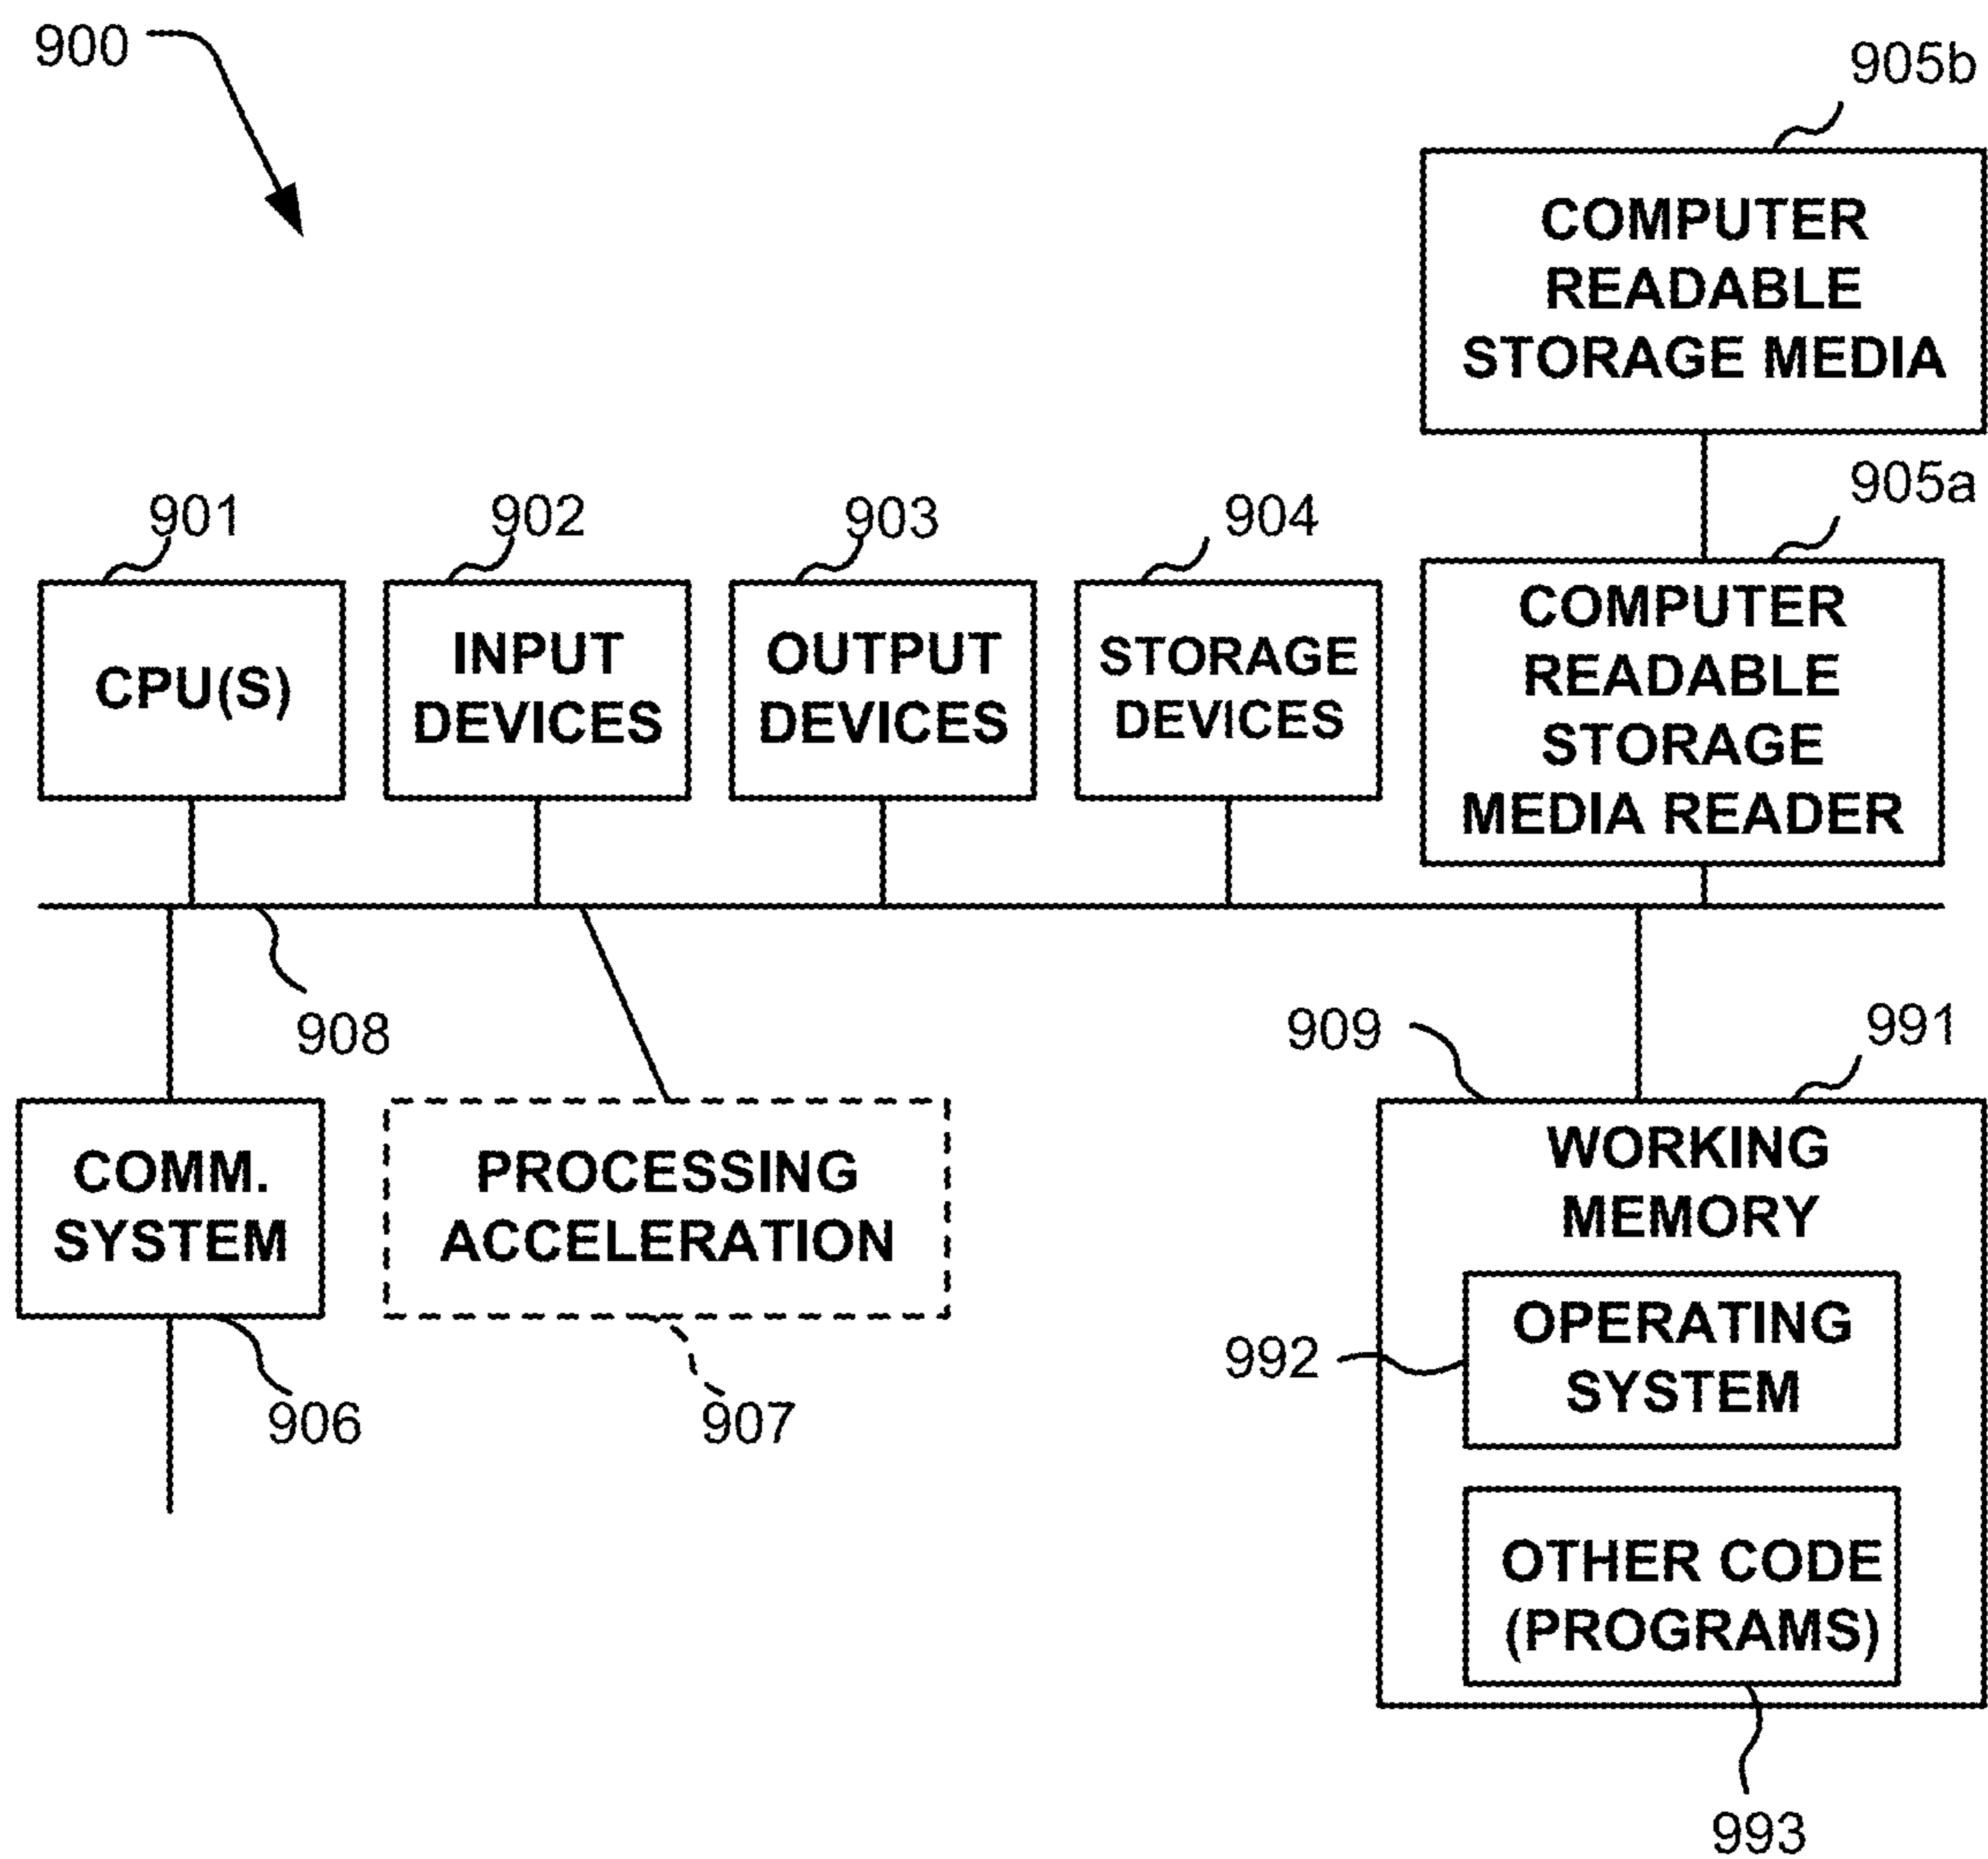 900
905b
COMPUTER
READABLE
STORAGE MEDIA
905a
901
902
903
904
CPU(S)
INPUT
DEVICES
OUTPUT
DEVICES
STORAGE
DEVICES
COMPUTER
READABLE
STORAGE
MEDIA READER
908
909
991
COMM.
SYSTEM
PROCESSING
ACCELERATION
WORKING
MEMORY
OPERATING
SYSTEM
992
906
907
OTHER CODE
(PROGRAMS)
993